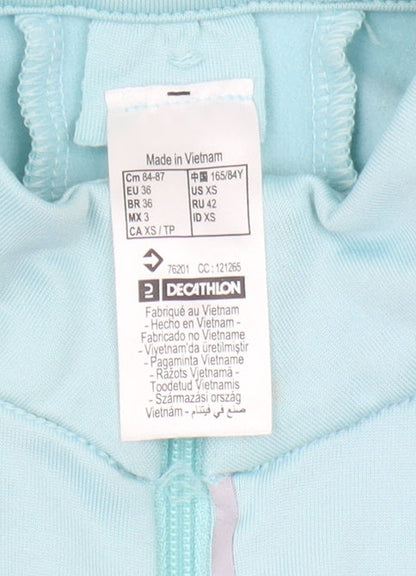 Made in Vietnam
Cm 84-87 中国 165/84Y
EU 36 US XS
BR 36 RU 42
MX 3 iD XS
CA XS / TP
76201 CC : 121265
DECATHLON
Fabriqué au Vietnam
- Hecho en Vietnam -
Fabricado no Vietname
- Viyetnam'da üretilmiştir
- Pagaminta Vietname
- Ražots Vietnamā -
Toodetud Vietnamis
- Származási ország
Vietnám - صنع في فيتنام